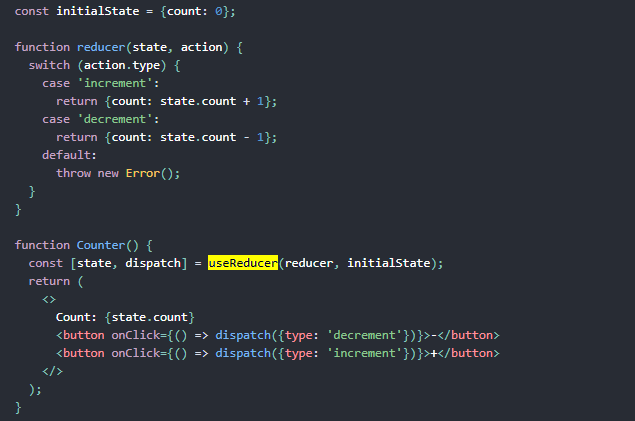 const initialState = {count: 0};
function reducer(state, action) {
switch (action.type) {
case 'increment':
return {count: state.count + 1};
case 'decrement':
return {count: state.count - 1};
default:
throw new Error();
}
}
function Counter() {
const [state, dispatch] = useReducer(reducer, initialState);
return (
<>
Count: {state.count}
<button onClick={() => dispatch({type: 'decrement'})}>-</button>
<button onClick={() => dispatch({type: 'increment'})}>+</button>
</>
);
}